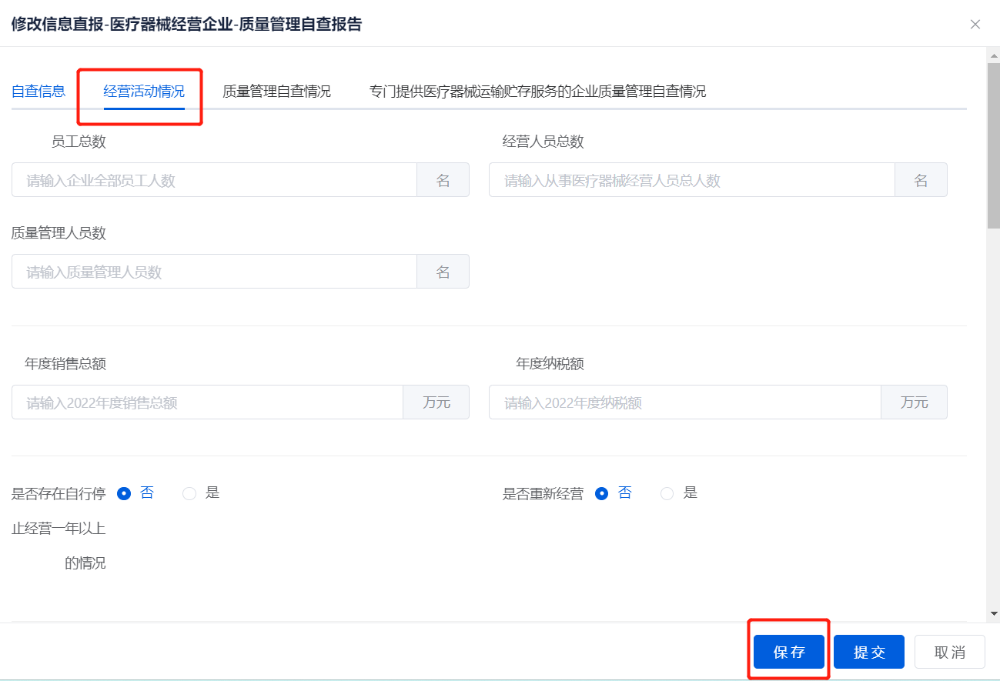 修改信息直报-医疗器械经营企业-质量管理自查报告
自查信息 经营活动情况 质量管理自查情况 专门提供医疗器械运输贮存服务的企业质量管理自查情况
员工总数 经营人员总数
请输入企业全部员工人数 名 请输入从事医疗器械经营人员总人数 名
质量管理人员数
请输入质量管理人员数 名
年度销售总额 年度纳税额
请输入2022年度销售总额 万元 请输入2022年度纳税额 万元
是否存在自行停 否 是 是否重新经营 否 是
止经营一年以上
的情况
保存 提交 取消